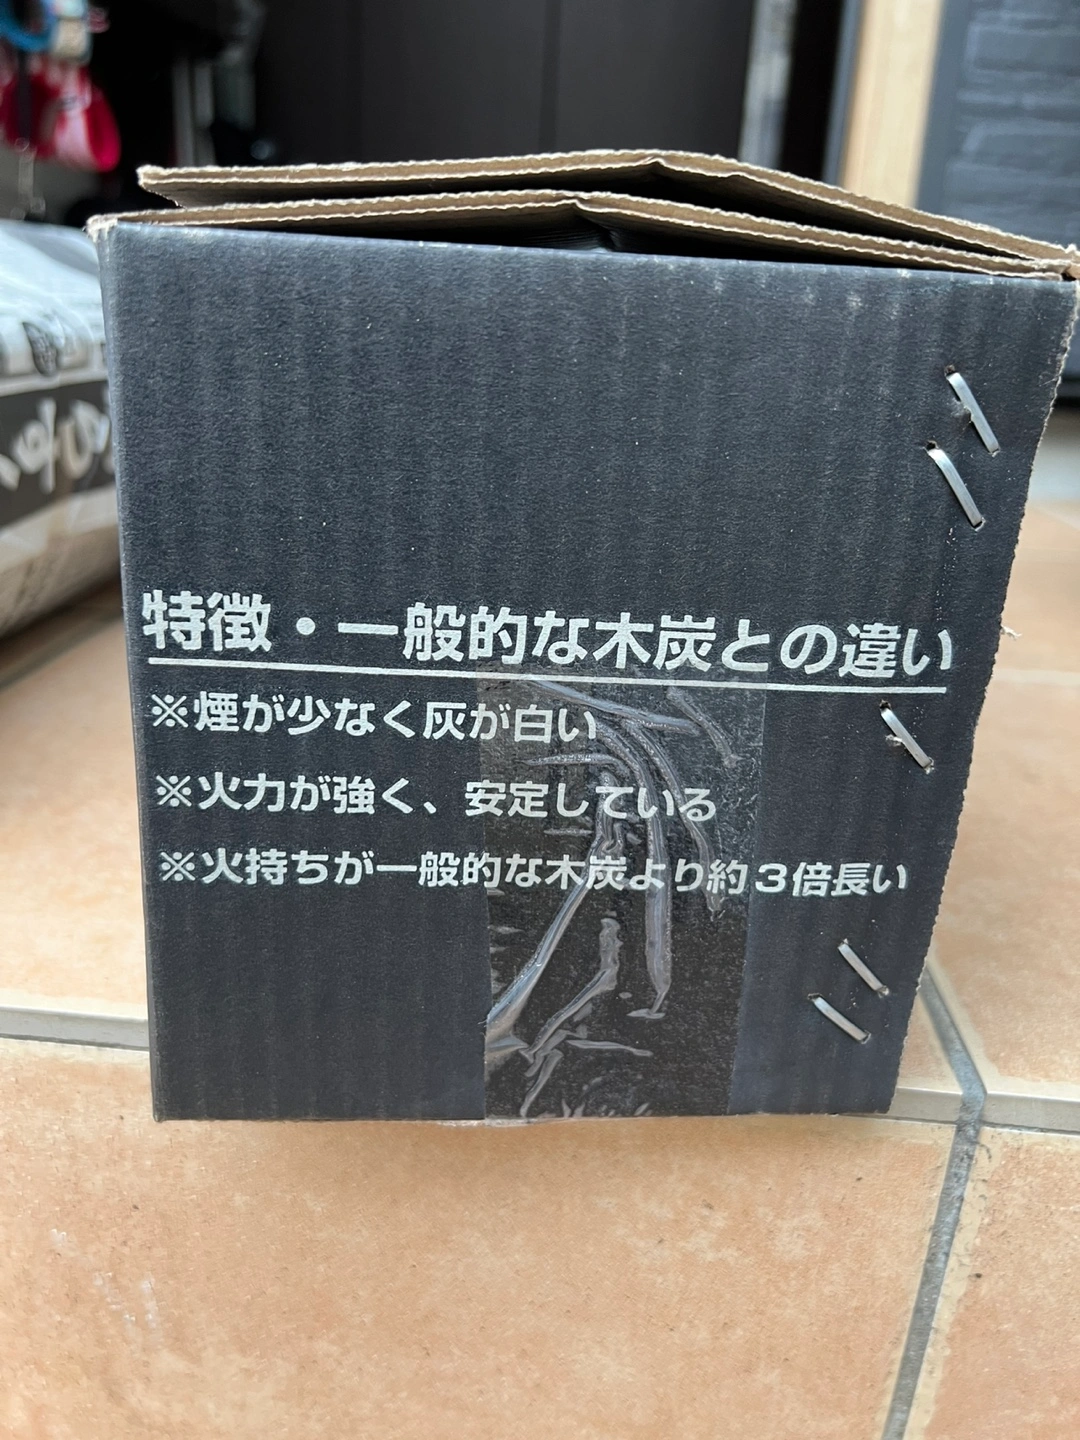 特徴・一般的な木炭との違い
※煙が少なく灰が白い
※火力が強く、安定している
※火持ちが一般的な木炭より約３倍長い